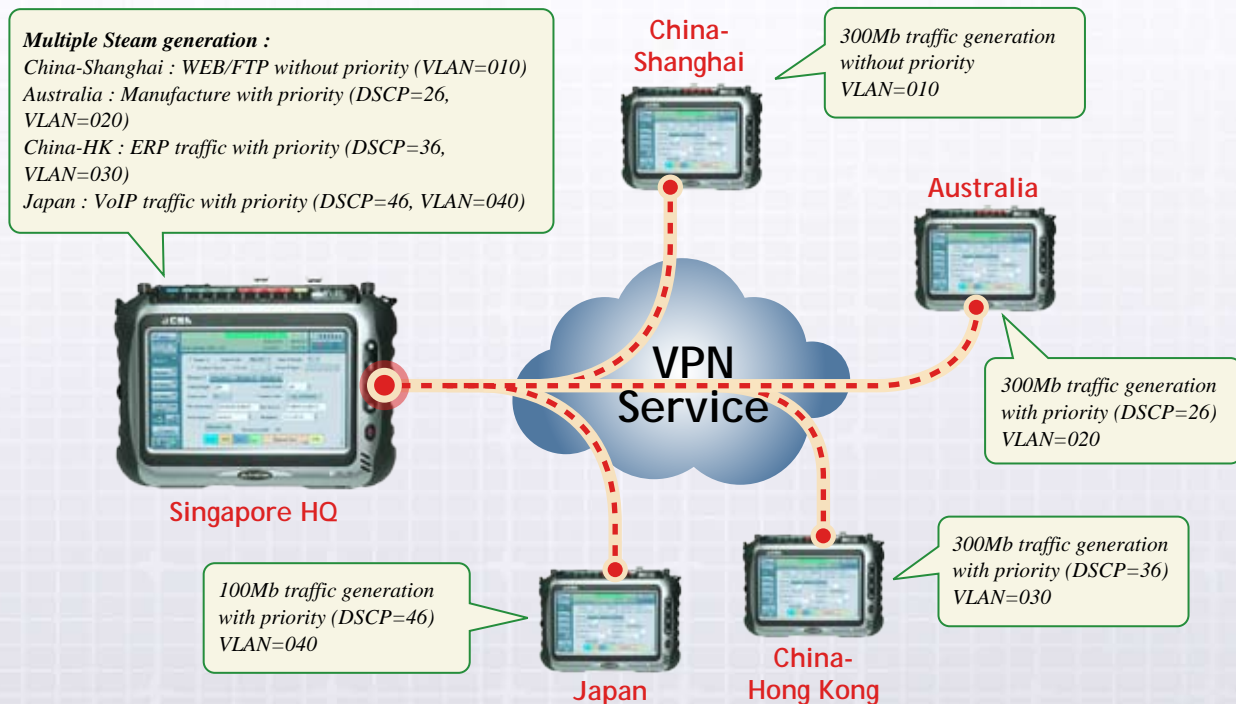 Multiple Steam generation :
China-Shanghai : WEB/FTP without priority (VLAN=010)
Australia : Manufacture with priority (DSCP=26,
VLAN=020)
China-HK : ERP traffic with priority (DSCP=36,
VLAN=030)
Japan : VoIP traffic with priority (DSCP=46, VLAN=040)
China-
Shanghai
300Mb traffic generation
without priority
VLAN=010
Australia
300Mb traffic generation
with priority (DSCP=26)
VLAN=020
VPN
Service
Singapore HQ
100Mb traffic generation
with priority (DSCP=46)
VLAN=040
Japan
China-
Hong Kong
300Mb traffic generation
with priority (DSCP=36)
VLAN=030